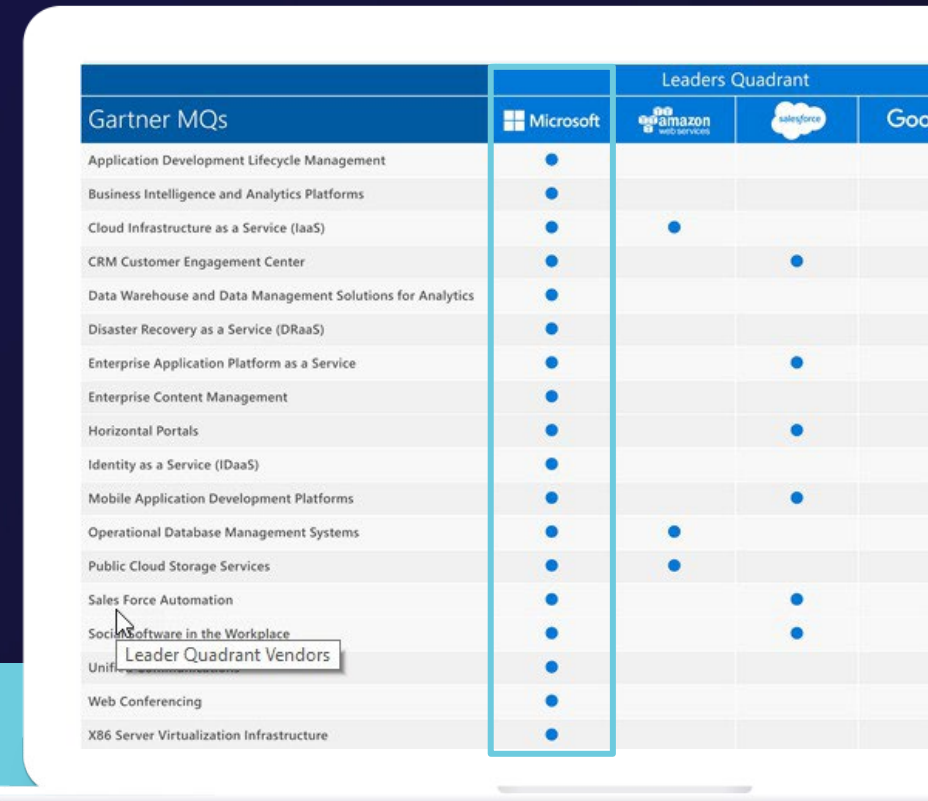 Leaders Quadrant
Gartner MQs
Microsoft
amazon
web services
salesforce
Goo
Application Development Lifecycle Management
Business Intelligence and Analytics Platforms
Cloud Infrastructure as a Service (IaaS)
CRM Customer Engagement Center
Data Warehouse and Data Management Solutions for Analytics
Disaster Recovery as a Service (DRaaS)
Enterprise Application Platform as a Service
Enterprise Content Management
Horizontal Portals
Identity as a Service (IDaaS)
Mobile Application Development Platforms
Operational Database Management Systems
Public Cloud Storage Services
Sales Force Automation
Social Software in the Workplace
Leader Quadrant Vendors
Web Conferencing
X86 Server Virtualization Infrastructure